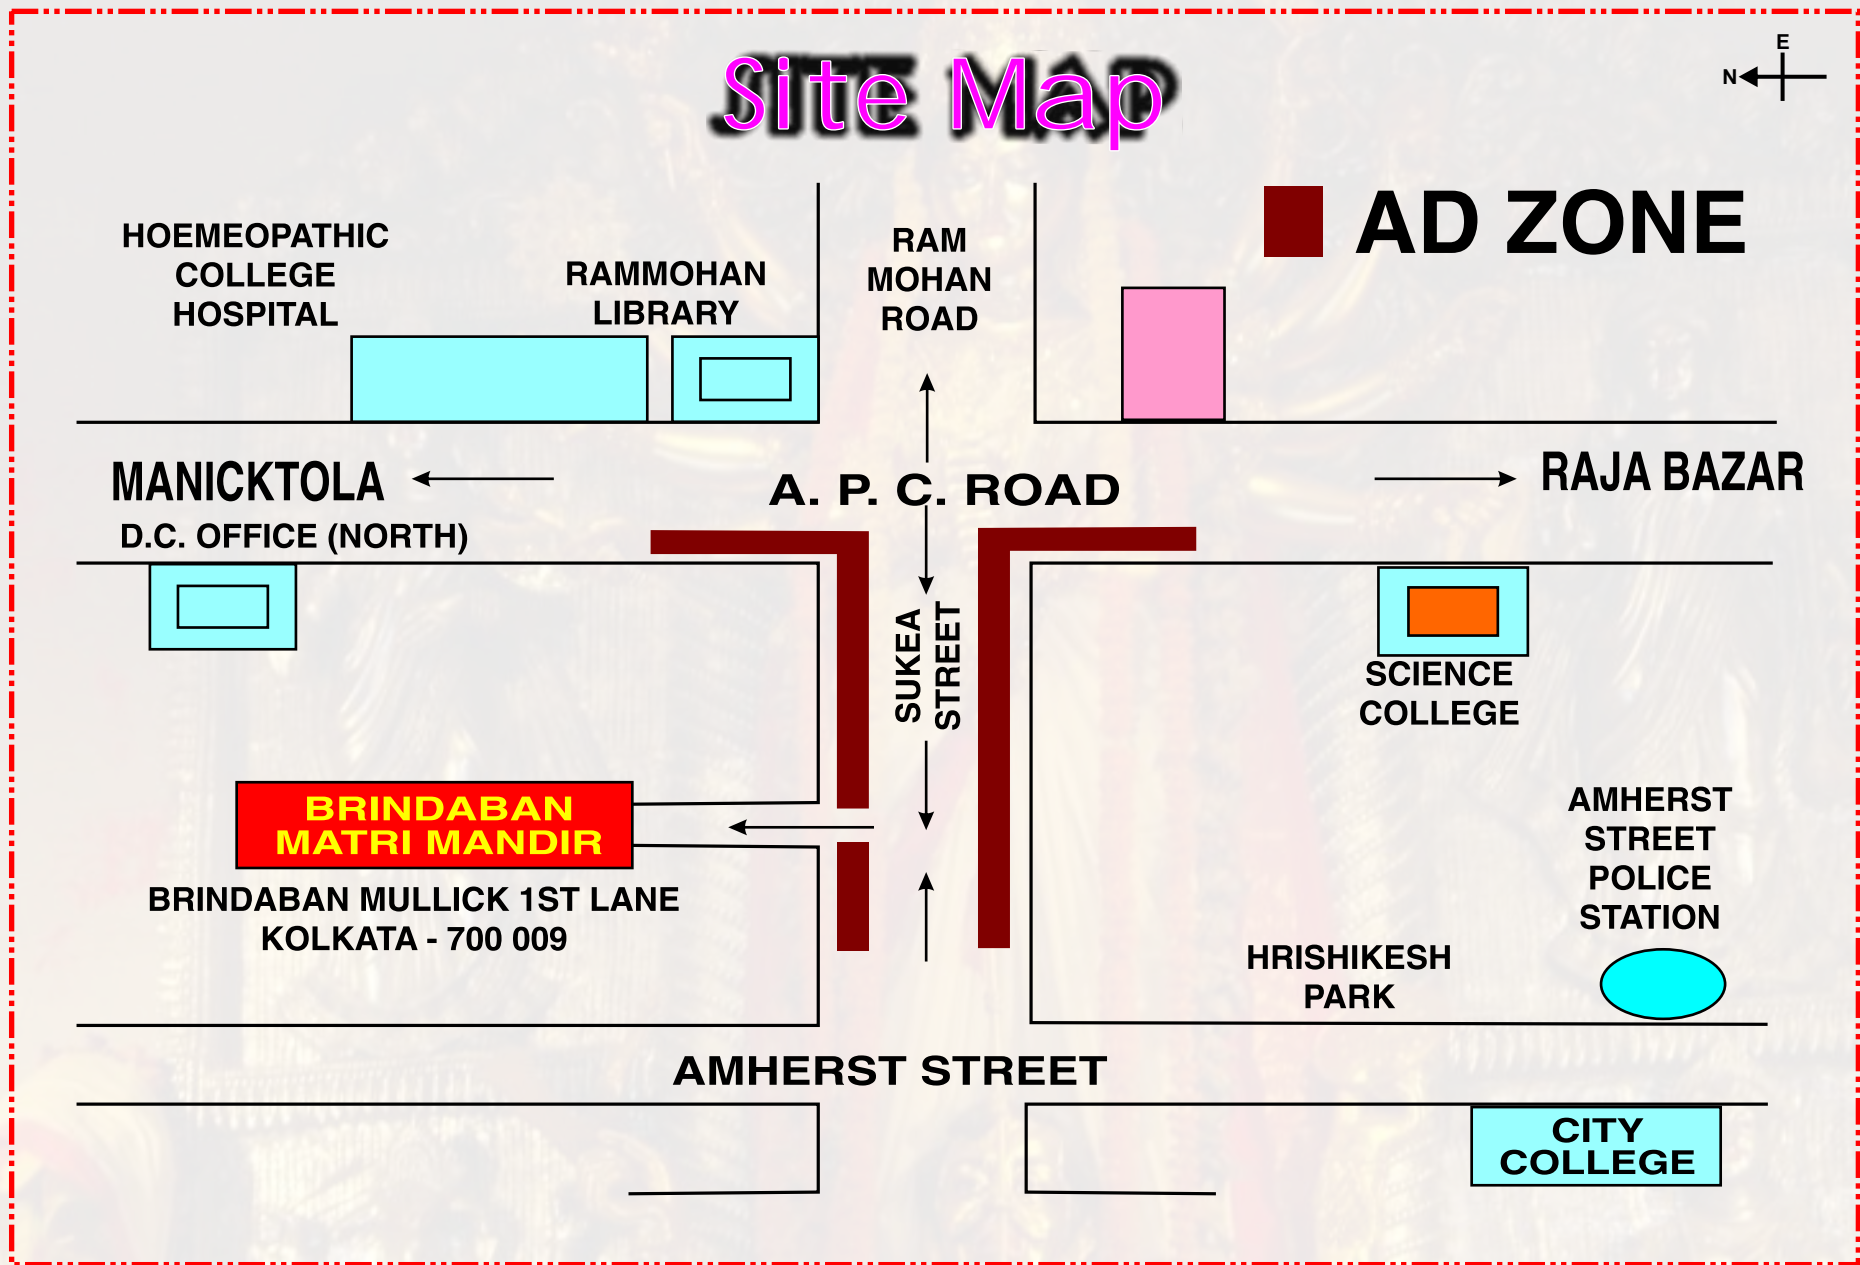 Site Map
E
N
AD ZONE
HOEMEOPATHIC
COLLEGE
HOSPITAL
RAMMOHAN
LIBRARY
RAM
MOHAN
ROAD
MANICKTOLA
A. P. C. ROAD
RAJA BAZAR
D.C. OFFICE (NORTH)
SUKEA
STREET
SCIENCE
COLLEGE
BRINDABAN
MATRI MANDIR
BRINDABAN MULLICK 1ST LANE
KOLKATA - 700 009
AMHERST
STREET
POLICE
STATION
HRISHIKESH
PARK
AMHERST STREET
CITY
COLLEGE